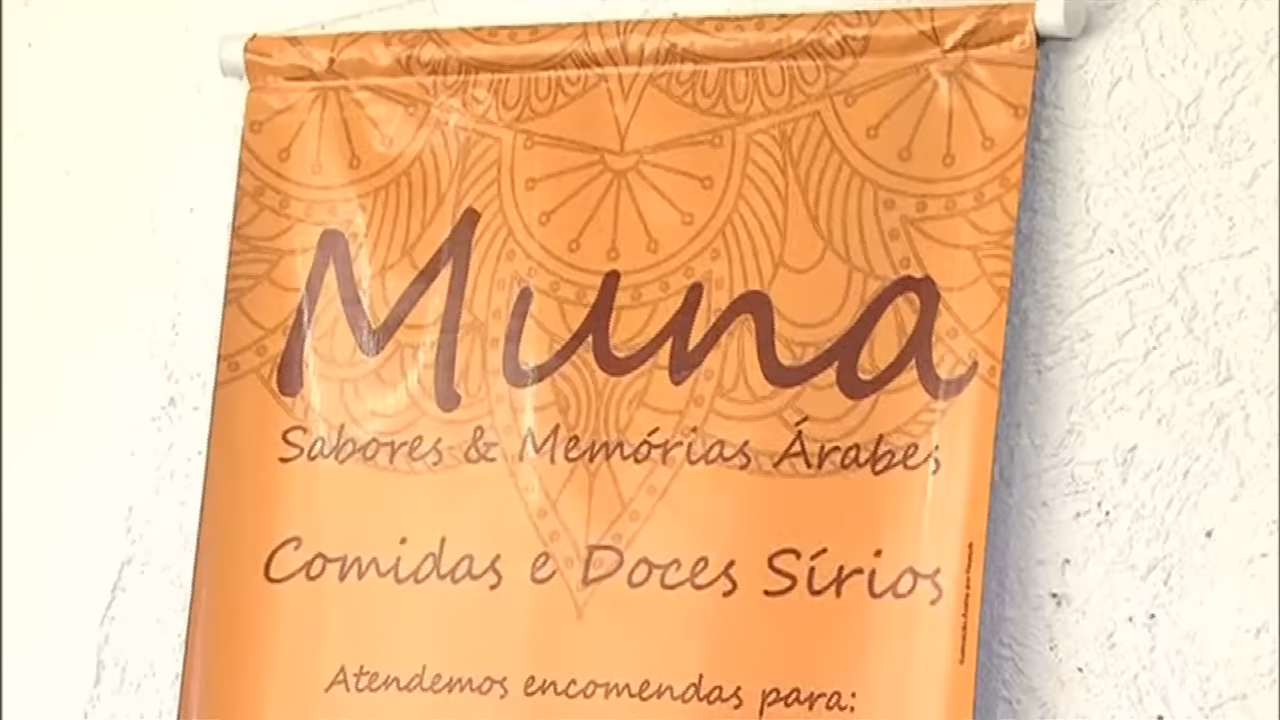 Muna
Sabores & Memórias Árabes
Comidas e Doces Sírios
Atendemos encomendas para: